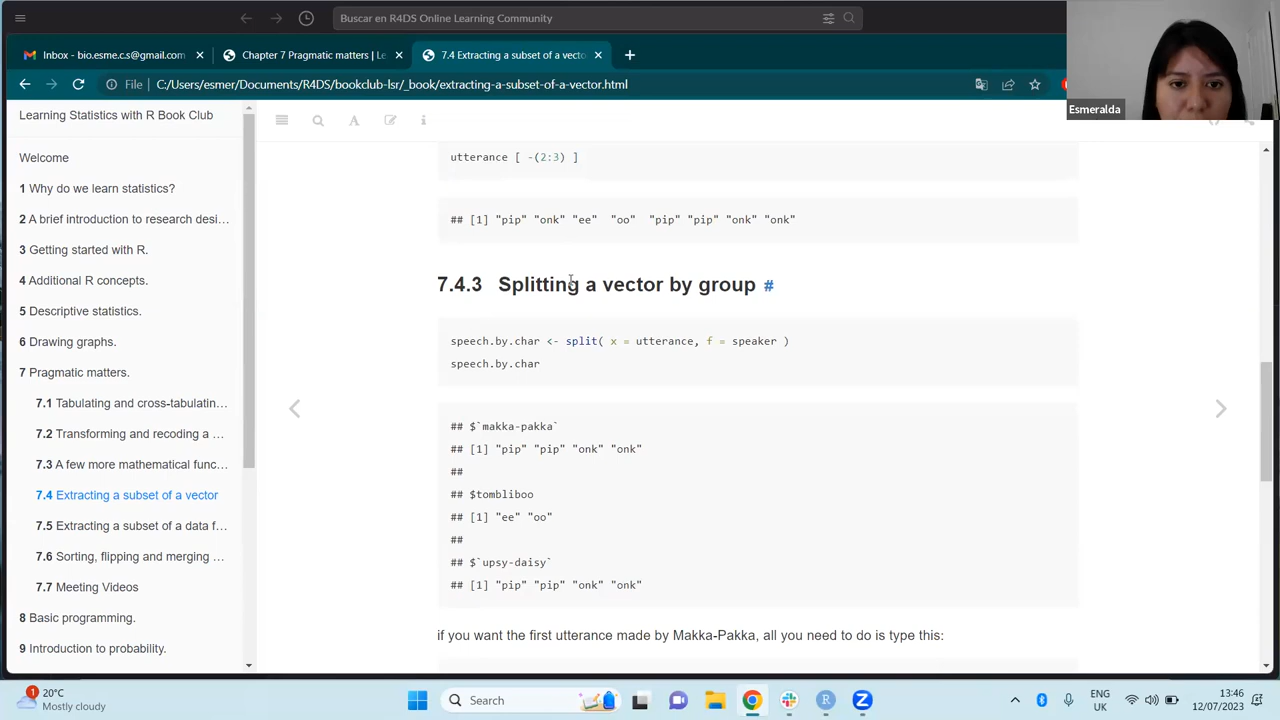 Buscar en R4DS Online Learning Community
Inbox - bio.esme.c.s@gmail.com
Chapter 7 Pragmatic matters | Le
7.4 Extracting a subset of a vecto
File
C:/Users/esmer/Documents/R4DS/bookclub-lsr/_book/extracting-a-subset-of-a-vector.html
Esmeralda
Learning Statistics with R Book Club
Welcome
1 Why do we learn statistics?
2 A brief introduction to research desi...
3 Getting started with R.
4 Additional R concepts.
5 Descriptive statistics.
6 Drawing graphs.
7 Pragmatic matters.
7.1 Tabulating and cross-tabulatin...
7.2 Transforming and recoding a ...
7.3 A few more mathematical func...
7.4 Extracting a subset of a vector
7.5 Extracting a subset of a data f...
7.6 Sorting, flipping and merging ...
7.7 Meeting Videos
8 Basic programming.
9 Introduction to probability.
utterance [ -(2:3) ]
## [1] "pip" "onk" "ee"  "oo"  "pip" "pip" "onk" "onk"
7.4.3 Splitting a vector by group #
speech.by.char <- split( x = utterance, f = speaker )
speech.by.char
## $`makka-pakka`
## [1] "pip" "pip" "onk" "onk"
##
## $tombliboo
## [1] "ee" "oo"
##
## $`upsy-daisy`
## [1] "pip" "pip" "onk" "onk"
if you want the first utterance made by Makka-Pakka, all you need to do is type this:
1
20°C
Mostly cloudy
Search
ENG
UK
13:46
12/07/2023